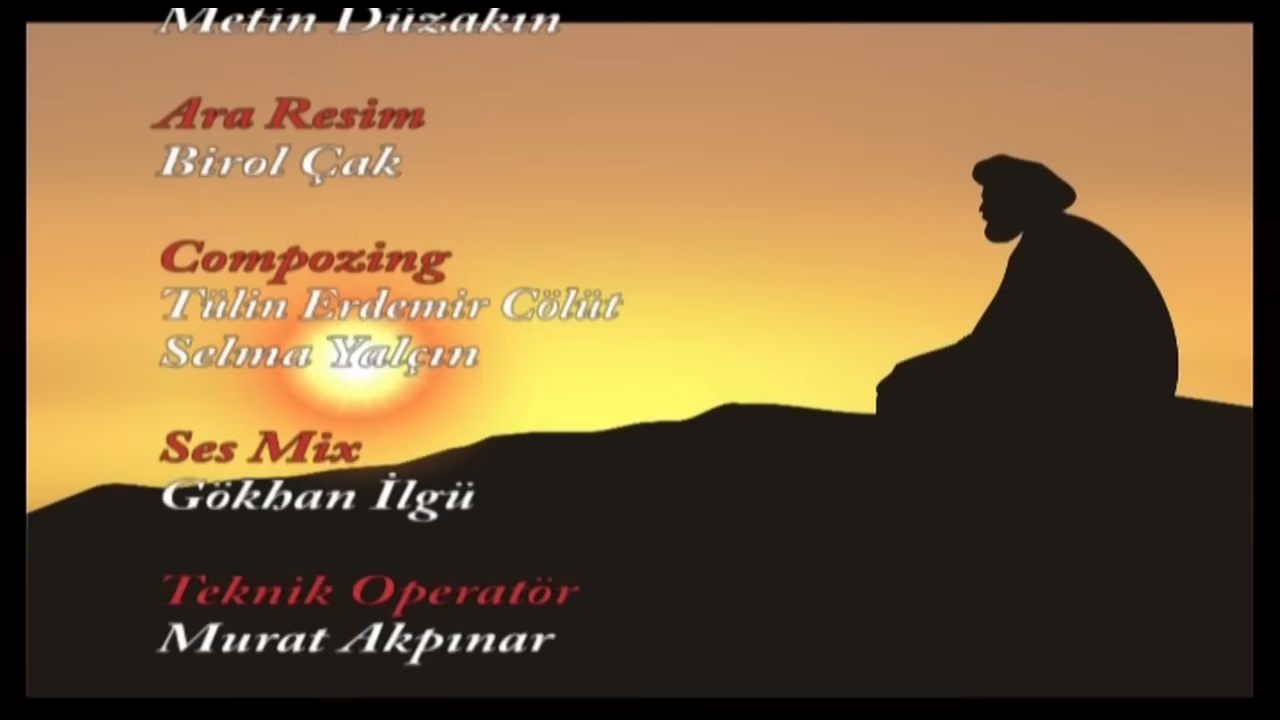 Metin Düzakın
Ara Resim
Birol Çak
Compozing
Tülin Erdemir Cölüt
Selma Yalçın
Ses Mix
Gökhan İlgü
Teknik Operatör
Murat Akpınar